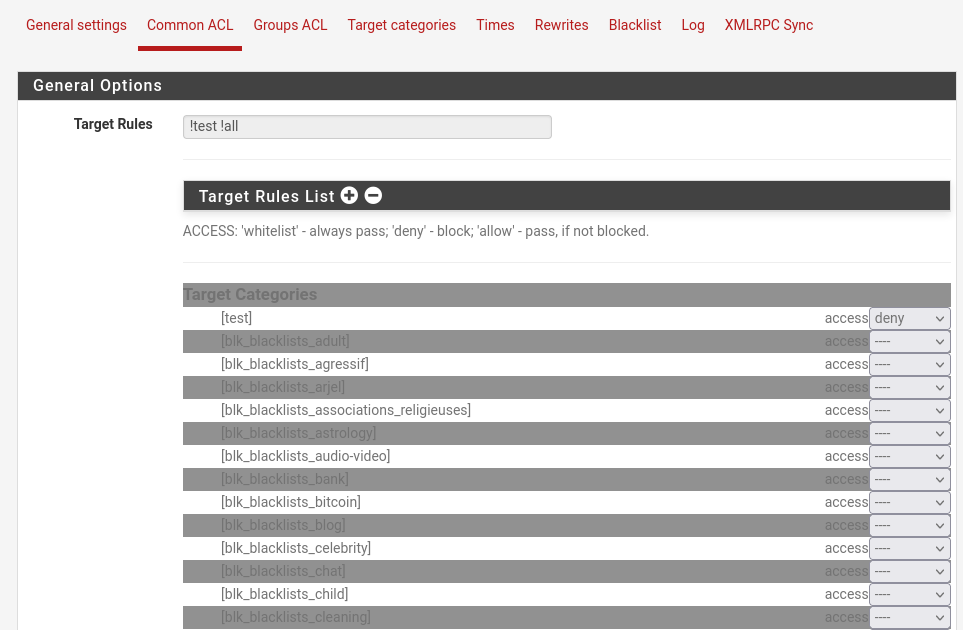 General settings Common ACL Groups ACL Target categories Times Rewrites Blacklist Log XMLRPC Sync
General Options
Target Rules !test !all
Target Rules List
ACCESS: 'whitelist' - always pass; 'deny' - block; 'allow' - pass, if not blocked.
Target Categories
[test] access deny
[blk_blacklists_adult] access ----
[blk_blacklists_agressif] access ----
[blk_blacklists_arjel] access ----
[blk_blacklists_associations_religieuses] access ----
[blk_blacklists_astrology] access ----
[blk_blacklists_audio-video] access ----
[blk_blacklists_bank] access ----
[blk_blacklists_bitcoin] access ----
[blk_blacklists_blog] access ----
[blk_blacklists_celebrity] access ----
[blk_blacklists_chat] access ----
[blk_blacklists_child] access ----
[blk_blacklists_cleaning] access ----